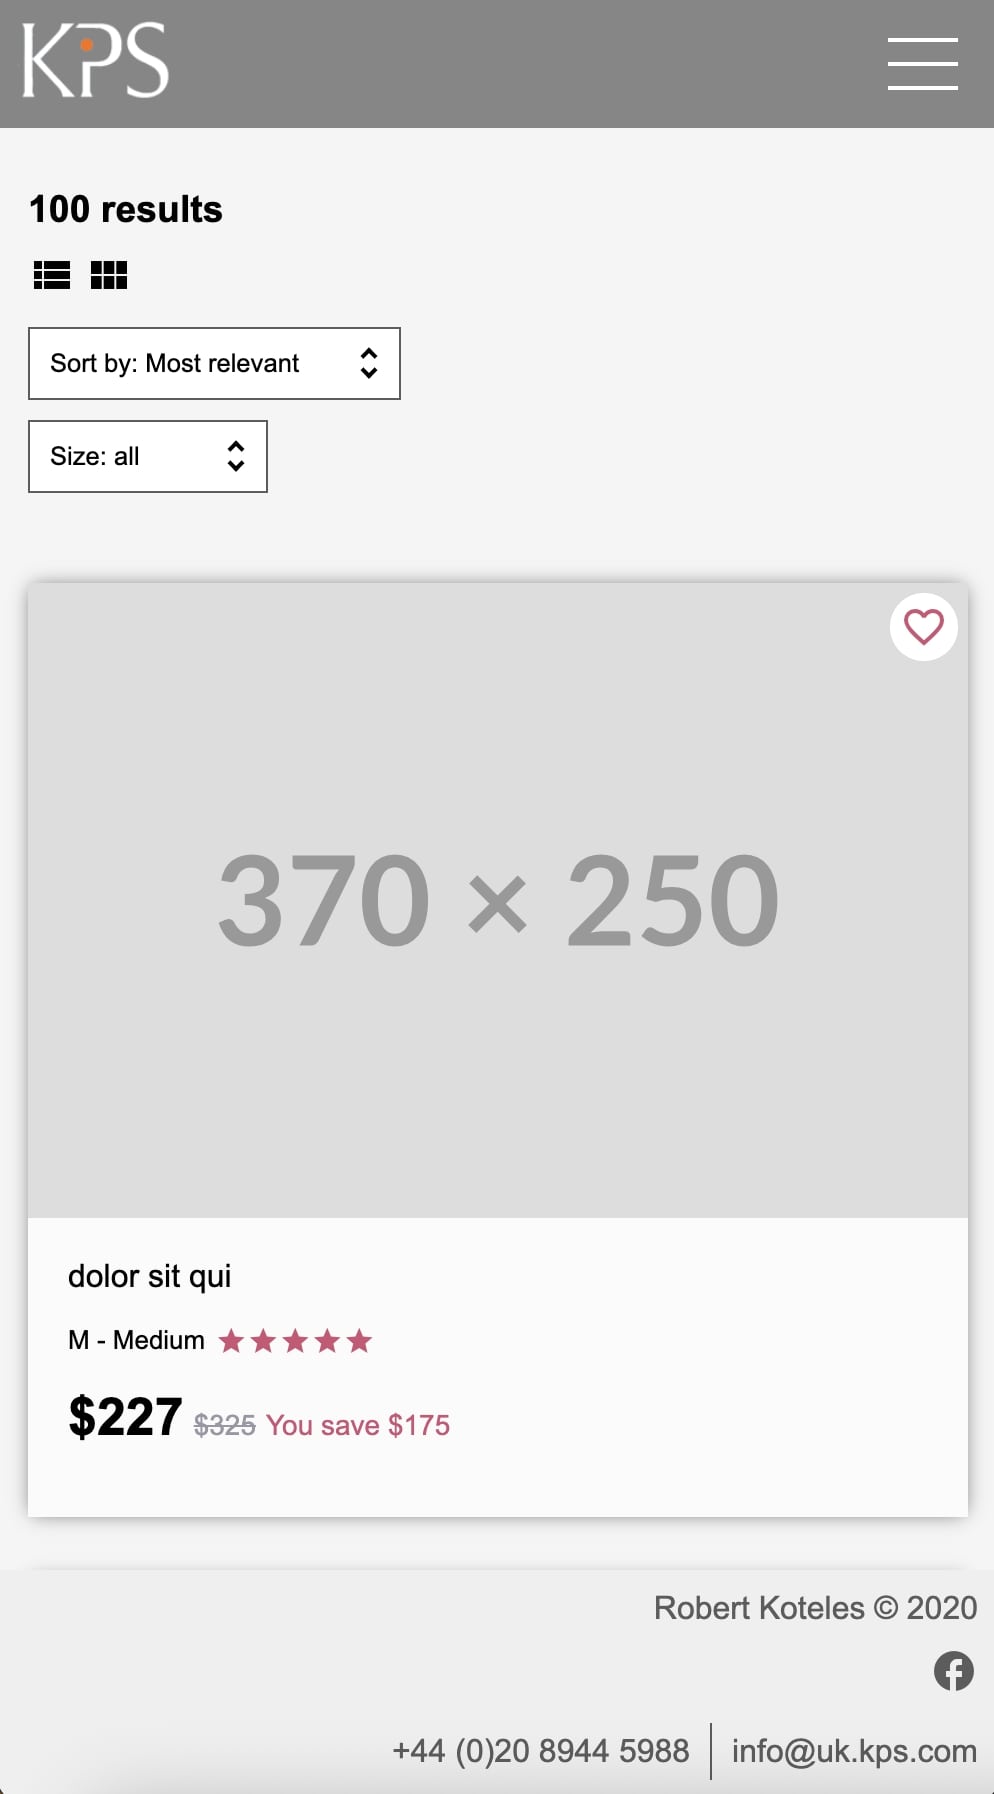 KPS
100 results
Sort by: Most relevant
Size: all
370 × 250
dolor sit qui
M - Medium
$227 $325 You save $175
Robert Koteles © 2020
+44 (0)20 8944 5988 info@uk.kps.com